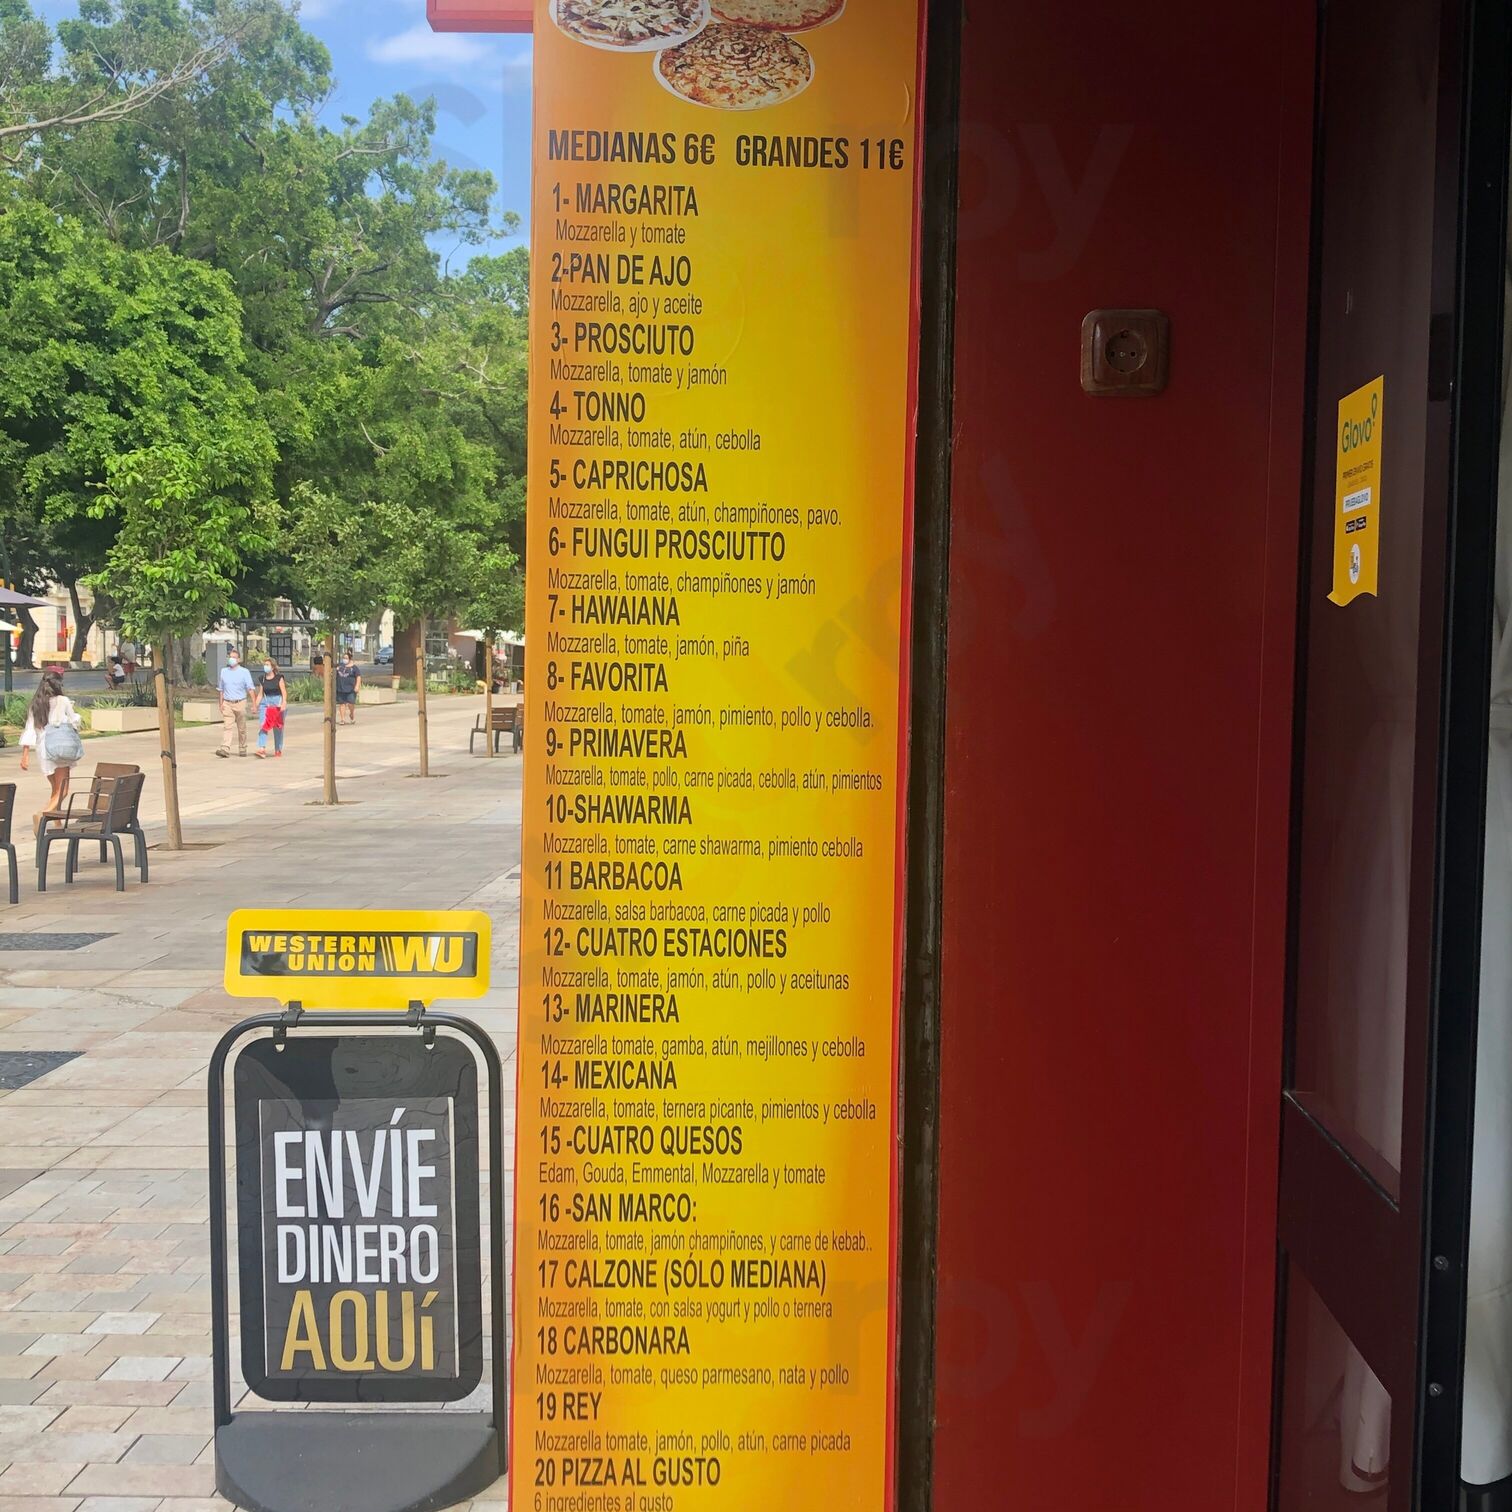 MEDIANAS 6€ GRANDES 11€
1- MARGARITA
Mozzarella y tomate
2-PAN DE AJO
Mozzarella, ajo y aceite
3- PROSCIUTO
Mozzarella, tomate y jamón
4- TONNO
Mozzarella, tomate, atún, cebolla
5- CAPRICHOSA
Mozzarella, tomate, atún, champiñones, pavo.
6- FUNGUI PROSCIUTTO
Mozzarella, tomate, champiñones y jamón
7- HAWAIANA
Mozzarella, tomate, jamón, piña
8- FAVORITA
Mozzarella, tomate, jamón, pimiento, pollo y cebolla.
9- PRIMAVERA
Mozzarella, tomate, pollo, carne picada, cebolla, atún, pimientos
10-SHAWARMA
Mozzarella, tomate, carne shawarma, pimiento cebolla
11 BARBACOA
Mozzarella, salsa barbacoa, carne picada y pollo
12- CUATRO ESTACIONES
Mozzarella, tomate, jamón, atún, pollo y aceitunas
13- MARINERA
Mozzarella tomate, gamba, atún, mejillones y cebolla
14- MEXICANA
Mozzarella, tomate, ternera picante, pimientos y cebolla
15 -CUATRO QUESOS
Edam, Gouda, Emmental, Mozzarella y tomate
16 -SAN MARCO:
Mozzarella, tomate, jamón champiñones, y carne de kebab..
17 CALZONE (SÓLO MEDIANA)
Mozzarella, tomate, con salsa yogurt y pollo o ternera
18 CARBONARA
Mozzarella, tomate, queso parmesano, nata y pollo
19 REY
Mozzarella tomate, jamón, pollo, atún, carne picada
20 PIZZA AL GUSTO
6 ingredientes al gusto
WESTERN
UNION WU
ENVÍE
DINERO
AQUí
Glovo